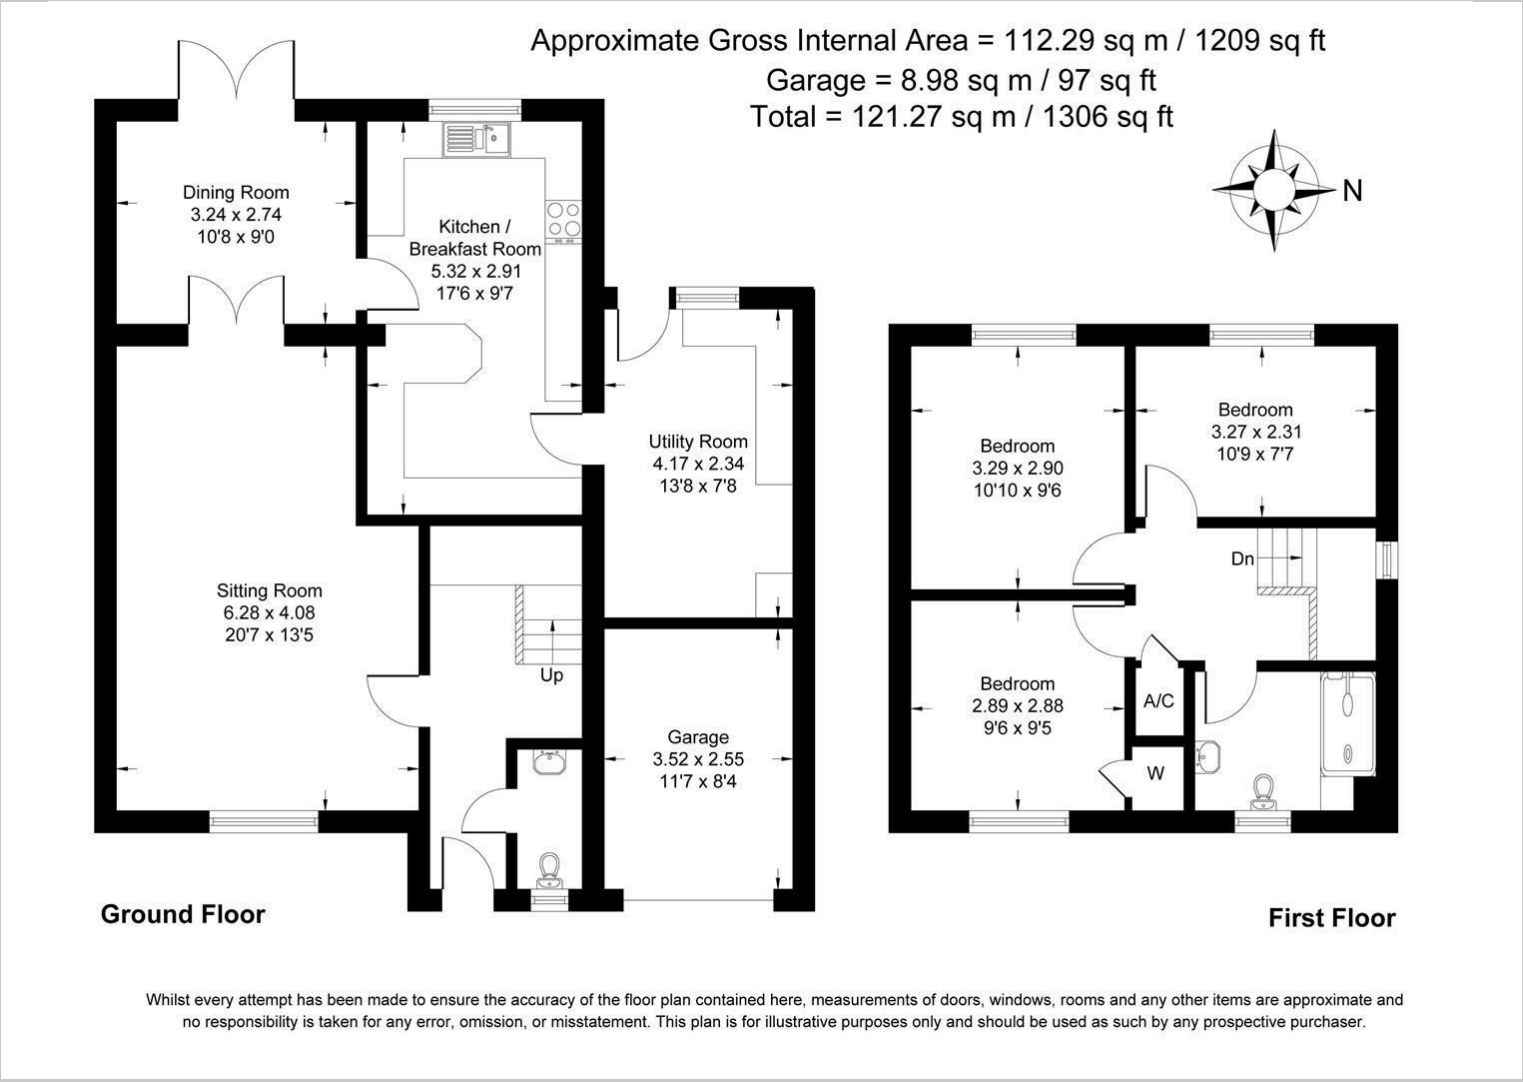 Approximate Gross Internal Area = 112.29 sq m / 1209 sq ft
Garage = 8.98 sq m / 97 sq ft
Total = 121.27 sq m / 1306 sq ft
N
Dining Room
3.24 x 2.74
10'8 x 9'0
Kitchen /
Breakfast Room
5.32 x 2.91
17'6 x 9'7
Utility Room
4.17 x 2.34
13'8 x 7'8
Sitting Room
6.28 x 4.08
20'7 x 13'5
Up
Garage
3.52 x 2.55
11'7 x 8'4
Ground Floor
Bedroom
3.29 x 2.90
10'10 x 9'6
Bedroom
3.27 x 2.31
10'9 x 7'7
Dn
Bedroom
2.89 x 2.88
9'6 x 9'5
A/C
W
First Floor
Whilst every attempt has been made to ensure the accuracy of the floor plan contained here, measurements of doors, windows, rooms and any other items are approximate and
no responsibility is taken for any error, omission, or misstatement. This plan is for illustrative purposes only and should be used as such by any prospective purchaser.